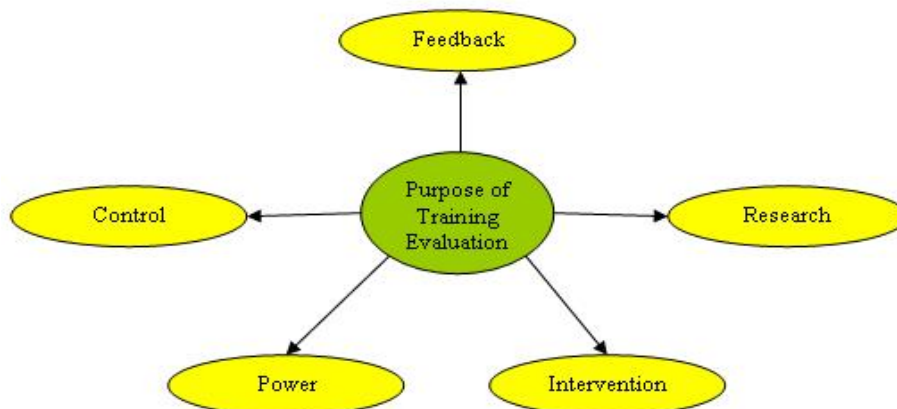 Feedback
Control
Purpose of
Training
Evaluation
Research
Power
Intervention